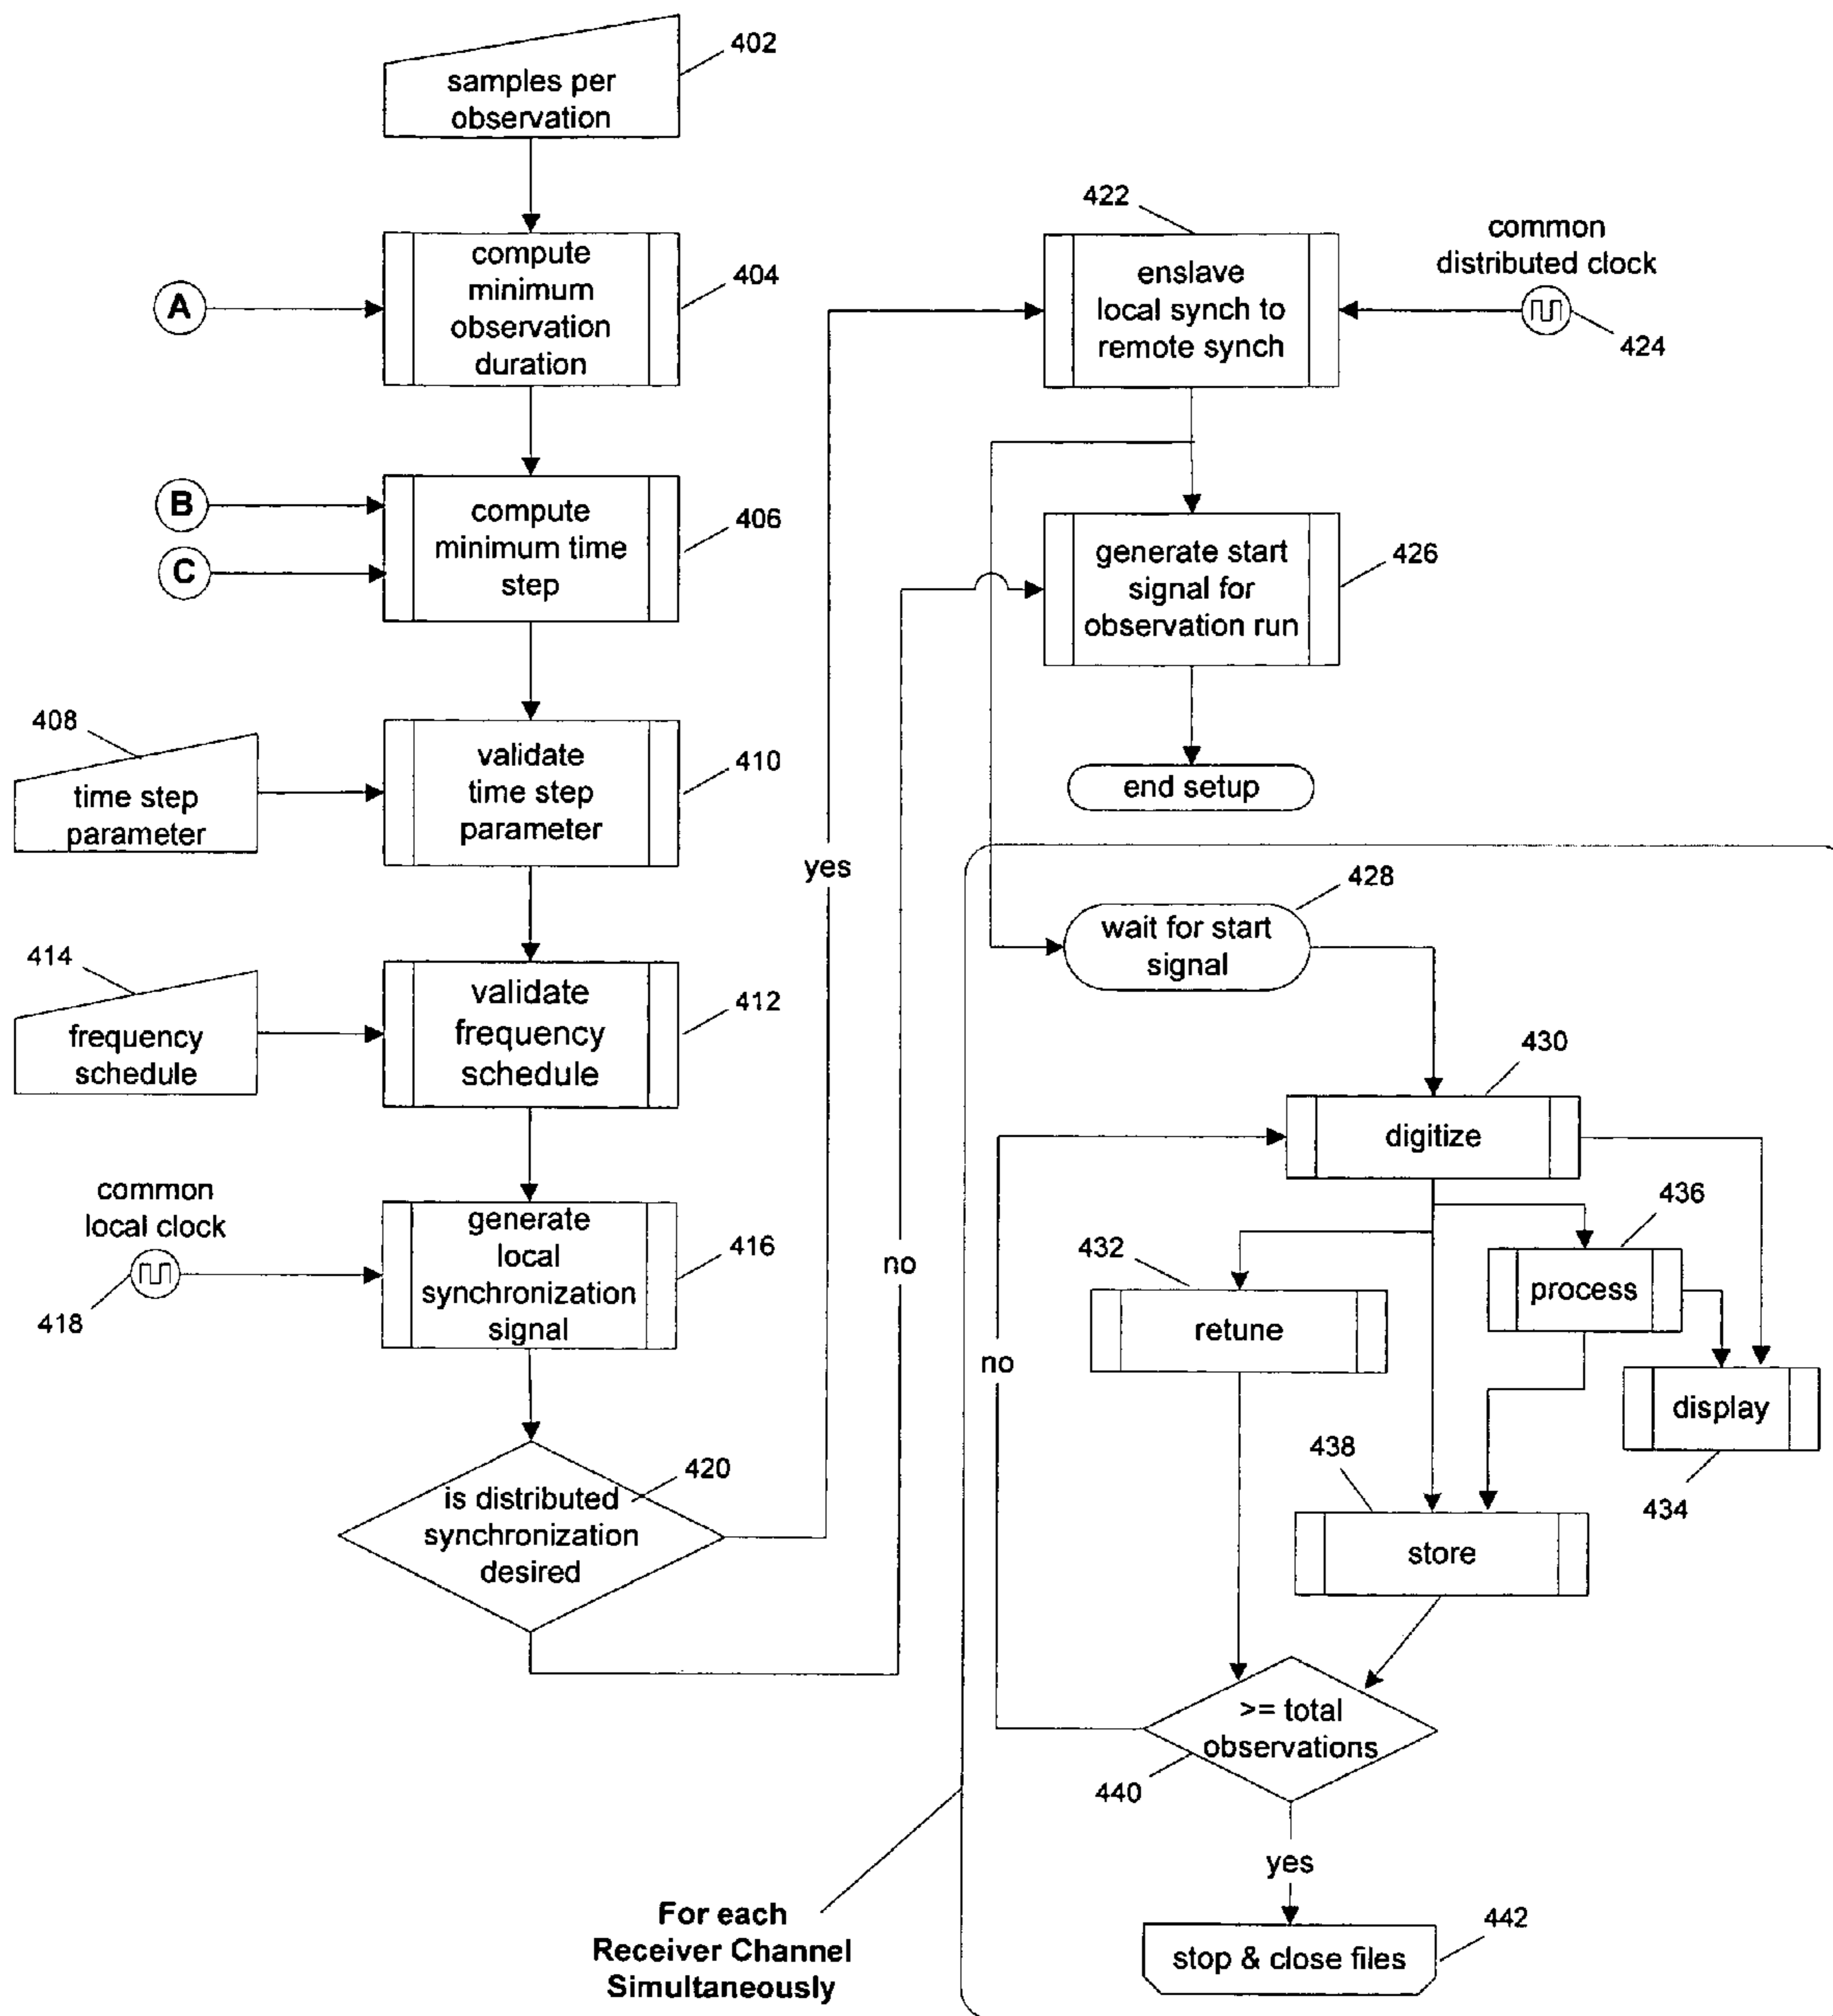 402
samples per
observation
compute
minimum
observation
duration
404
A
B
C
compute
minimum time
step
406
408
time step
parameter
validate
time step
parameter
410
414
frequency
schedule
validate
frequency
schedule
412
common
local clock
418
generate
local
synchronization
signal
416
420
is distributed
synchronization
desired
yes
no
422
enslave
local synch to
remote synch
common
distributed clock
424
generate start
signal for
observation run
426
end setup
428
wait for start
signal
430
digitize
436
process
432
retune
no
display
434
438
store
>= total
observations
440
yes
442
stop & close files
For each
Receiver Channel
Simultaneously